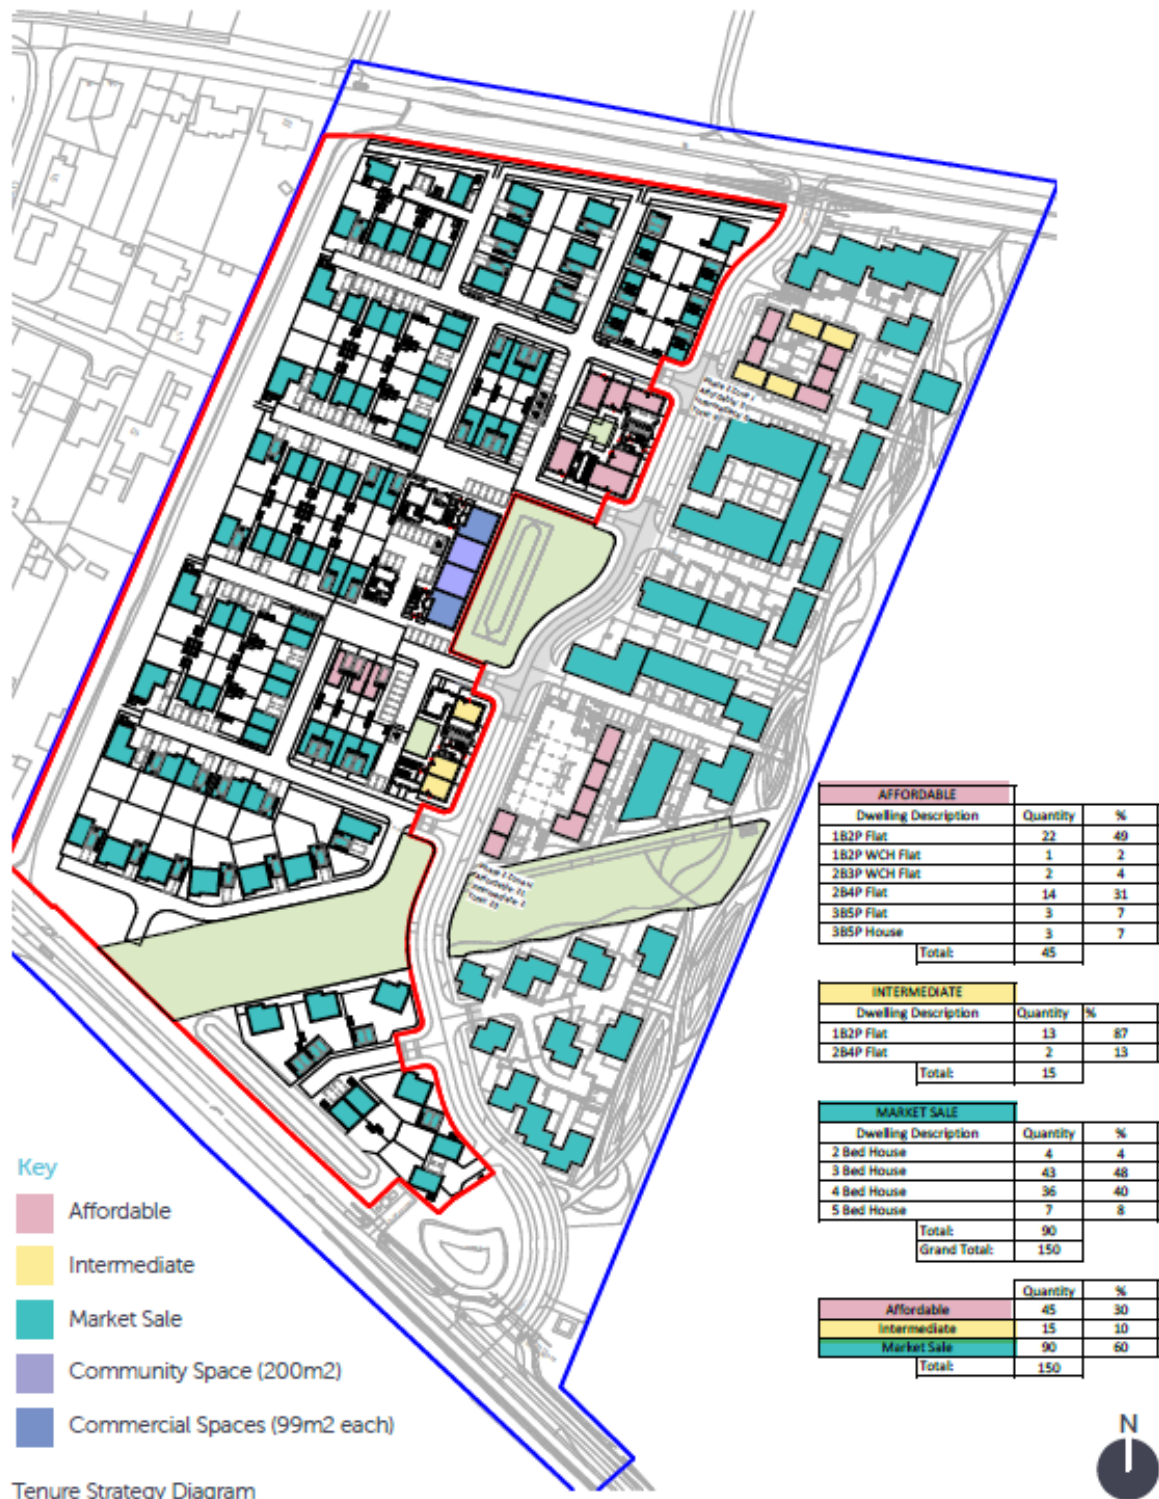 AFFORDABLE
Dwelling Description Quantity %
1B2P Flat 22 49
1B2P WCH Flat 1 2
2B3P WCH Flat 2 4
2B4P Flat 14 31
3B5P Flat 3 7
3B5P House 3 7
Total: 45
INTERMEDIATE
Dwelling Description Quantity %
1B2P Flat 13 87
2B4P Flat 2 13
Total: 15
MARKET SALE
Dwelling Description Quantity %
2 Bed House 4 4
3 Bed House 43 48
4 Bed House 36 40
5 Bed House 7 8
Total: 90
Grand Total: 150
Quantity %
Affordable 45 30
Intermediate 15 10
Market Sale 90 60
Total: 150
Key
Affordable
Intermediate
Market Sale
Community Space (200m2)
Commercial Spaces (99m2 each)
Tenure Strategy Diagram
N